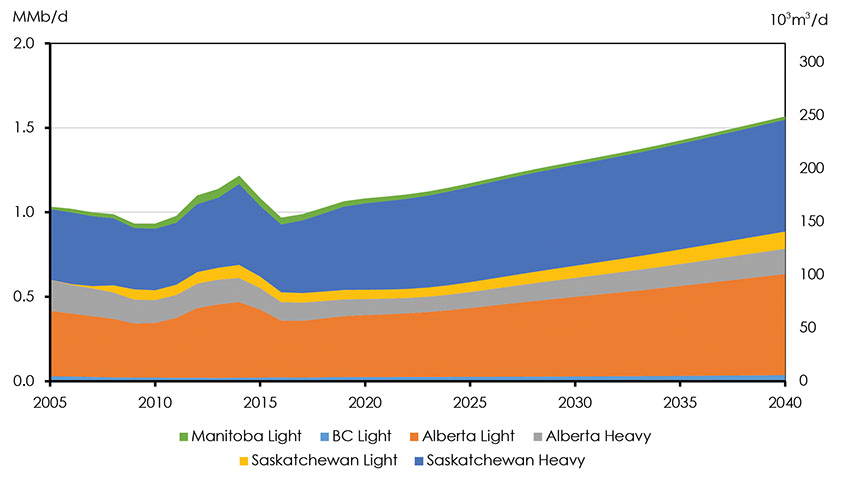 MMb/d
10³m³/d
2.0
300
250
1.5
200
1.0
150
100
0.5
50
0.0
0
2005 2010 2015 2020 2025 2030 2035 2040
Manitoba Light BC Light Alberta Light Alberta Heavy
Saskatchewan Light Saskatchewan Heavy